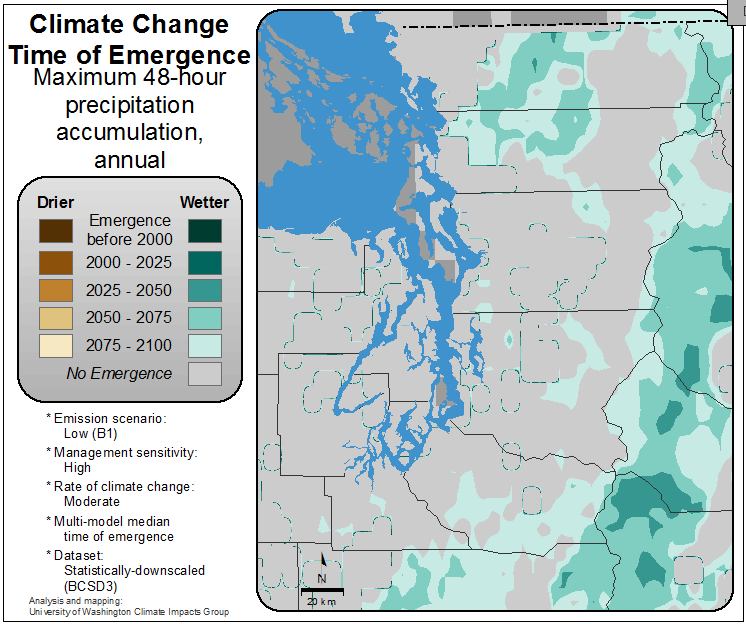 Climate Change
Time of Emergence
Maximum 48-hour
precipitation
accumulation,
annual
Drier
Wetter
Emergence
before 2000
2000 - 2025
2025 - 2050
2050 - 2075
2075 - 2100
No Emergence
* Emission scenario:
Low (B1)
* Management sensitivity:
High
* Rate of climate change:
Moderate
* Multi-model median
time of emergence
* Dataset:
Statistically-downscaled
(BCSD3)
Analysis and mapping:
University of Washington Climate Impacts Group
N
20 km